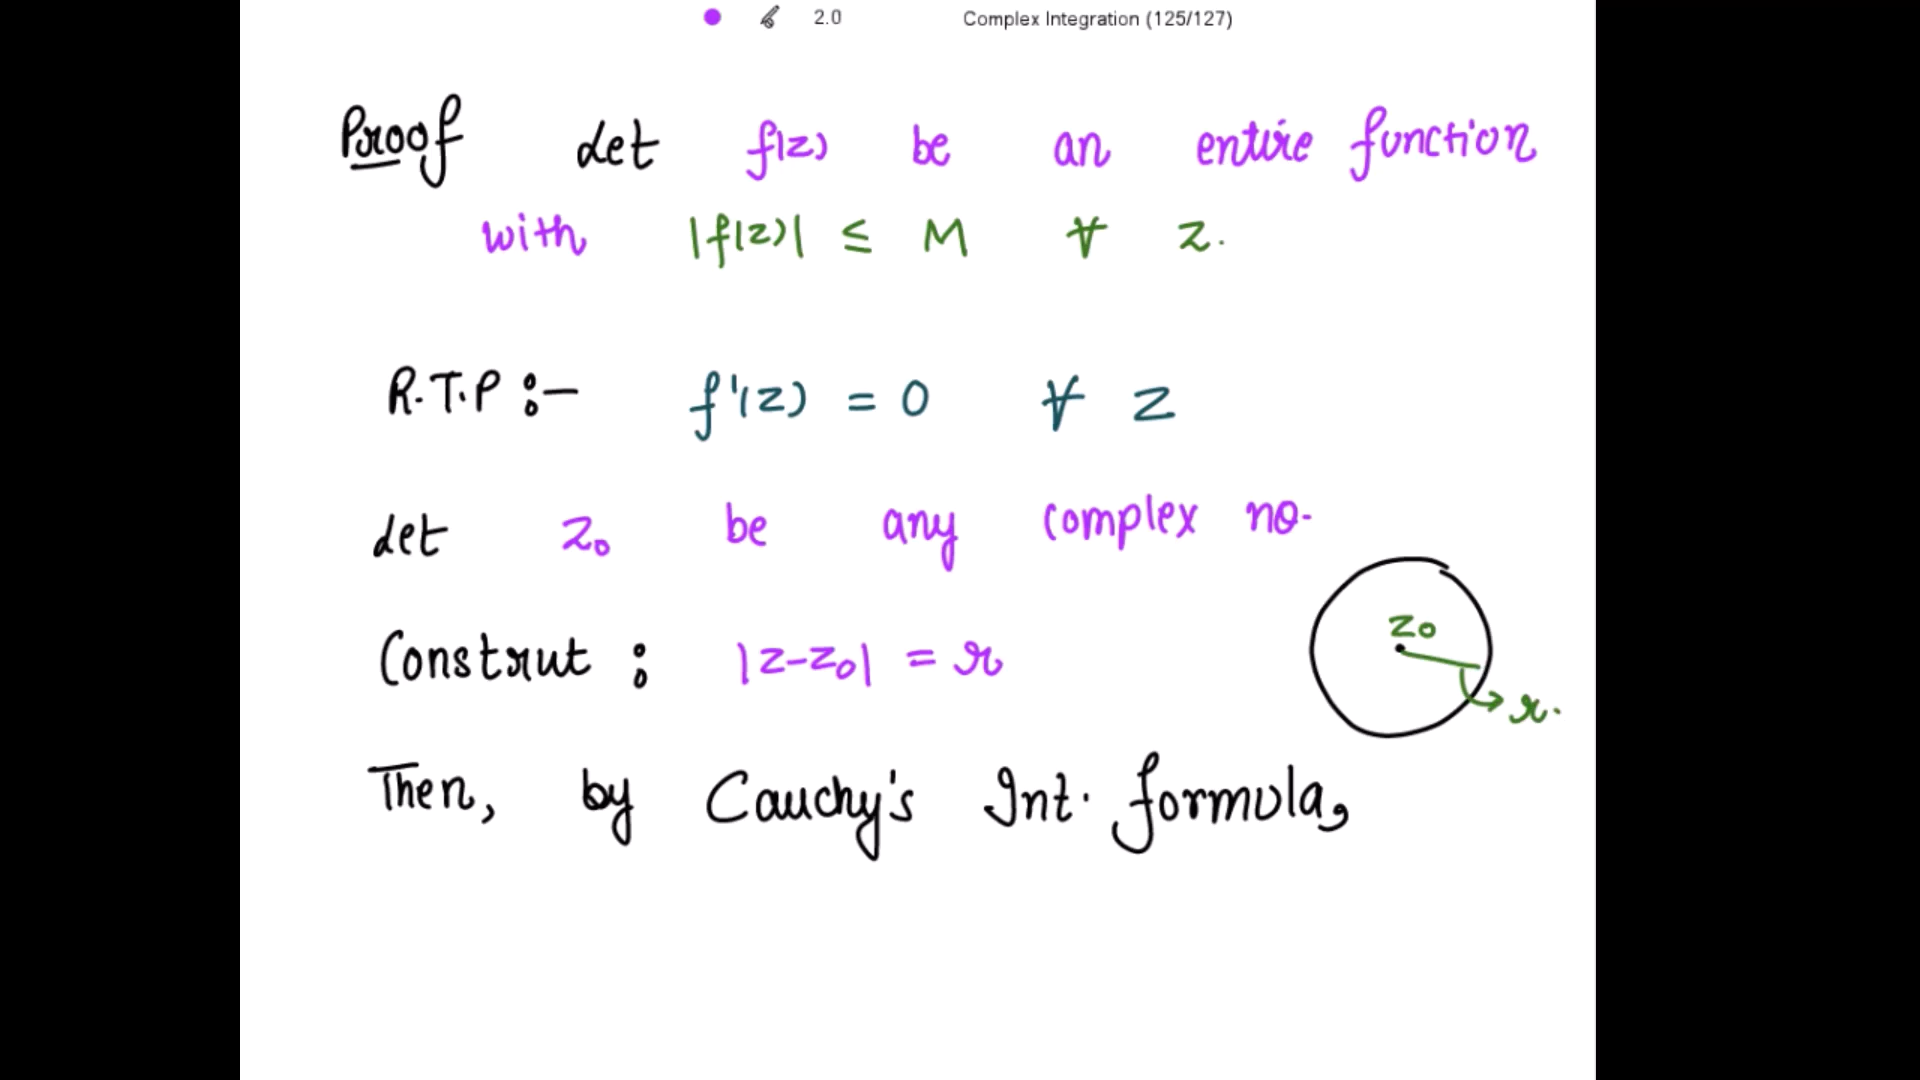 2.0 Complex Integration (125/127)
Proof Let f(z) be an entire function
with |f(z)| ≤ M ∀ z.
R.T.P :- f'(z) = 0 ∀ z
Let z₀ be any complex no.
Construt : |z-z₀| = r
z₀
r.
Then, by Cauchy's Int. formula,